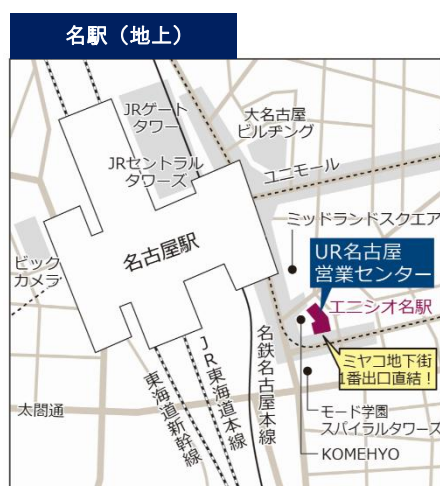 名駅（地上）
JRゲート
タワー
大名古屋
ビルヂング
JRセントラル
タワーズ
ユニモール
ミッドランドスクエア
名古屋駅
UR名古屋
営業センター
ビック
カメラ
エニシオ名駅
ミヤコ地下街
1番出口直結！
名鉄名古屋本線
JR東海道本線
東海道新幹線
太閤通
モード学園
スパイラルタワーズ
KOMEHYO